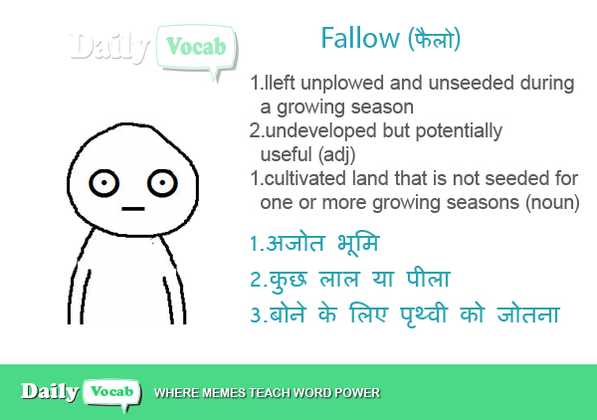 Daily Vocab
Fallow (फैलो)
1.lleft unplowed and unseeded during
a growing season
2.undeveloped but potentially
useful (adj)
1.cultivated land that is not seeded for
one or more growing seasons (noun)
1.अजोत भूमि
2.कुछ लाल या पीला
3.बोने के लिए पृथ्वी को जोतना
Daily Vocab WHERE MEMES TEACH WORD POWER